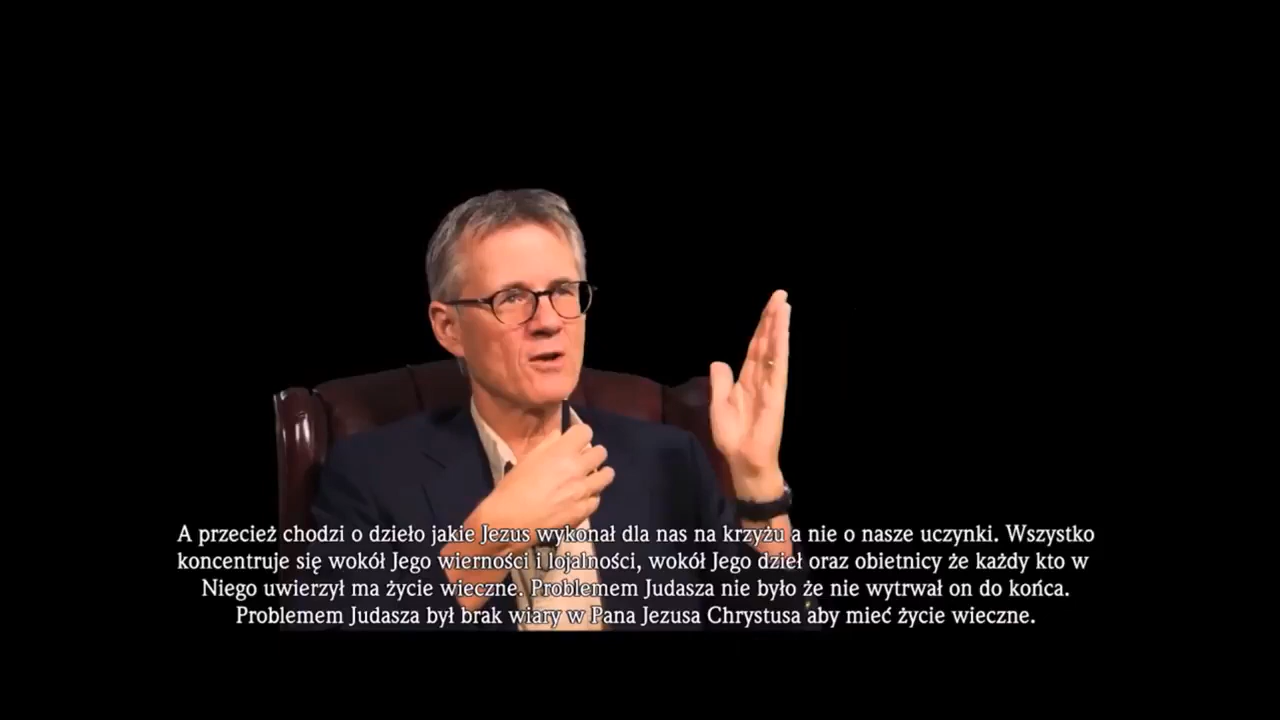 A przecież chodzi o dzieło jakie Jezus wykonał dla nas na krzyżu a nie o nasze uczynki. Wszystko
koncentruje się wokół Jego wierności i lojalności, wokół Jego dzieł oraz obietnicy że każdy kto w
Niego uwierzył ma życie wieczne. Problemem Judasza nie było że nie wytrwał on do końca.
Problemem Judasza był brak wiary w Pana Jezusa Chrystusa aby mieć życie wieczne.